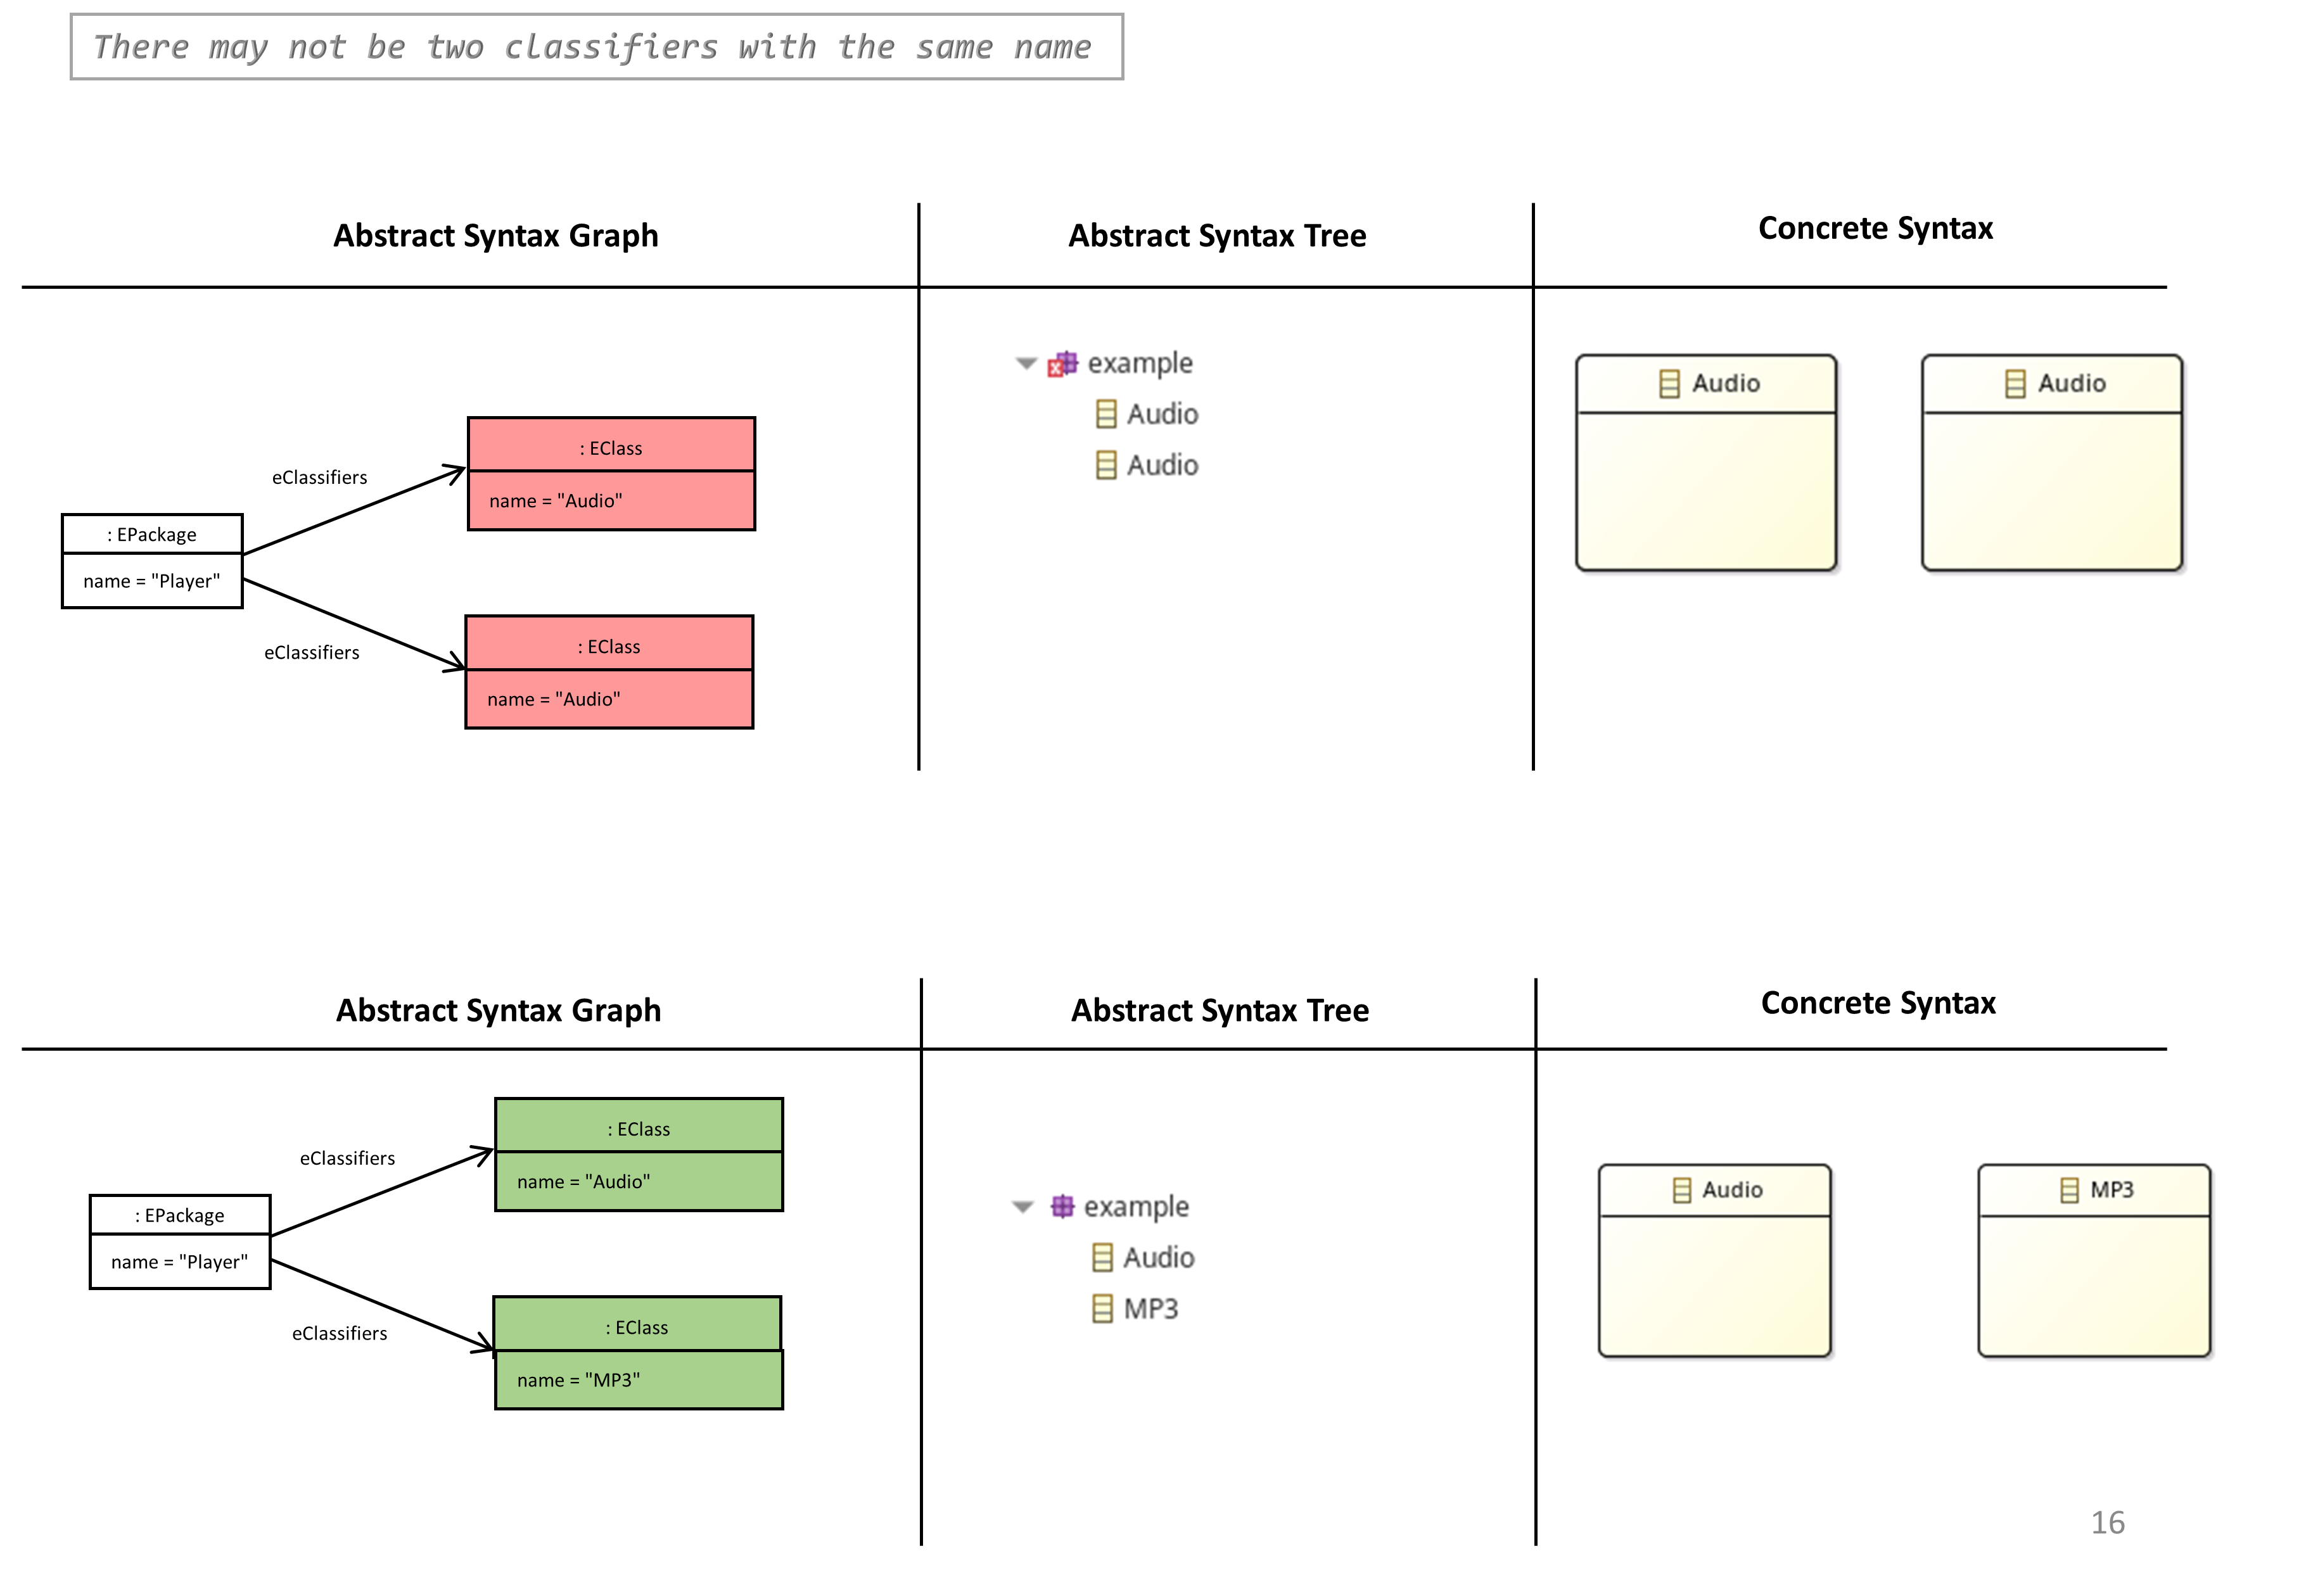 There may not be two classifiers with the same name
Abstract Syntax Graph
Abstract Syntax Tree
Concrete Syntax
: EPackage
name = "Player"
eClassifiers
eClassifiers
: EClass
name = "Audio"
: EClass
name = "Audio"
example
Audio
Audio
Audio
Audio
Abstract Syntax Graph
Abstract Syntax Tree
Concrete Syntax
: EPackage
name = "Player"
eClassifiers
eClassifiers
: EClass
name = "Audio"
: EClass
name = "MP3"
example
Audio
MP3
Audio
MP3
16